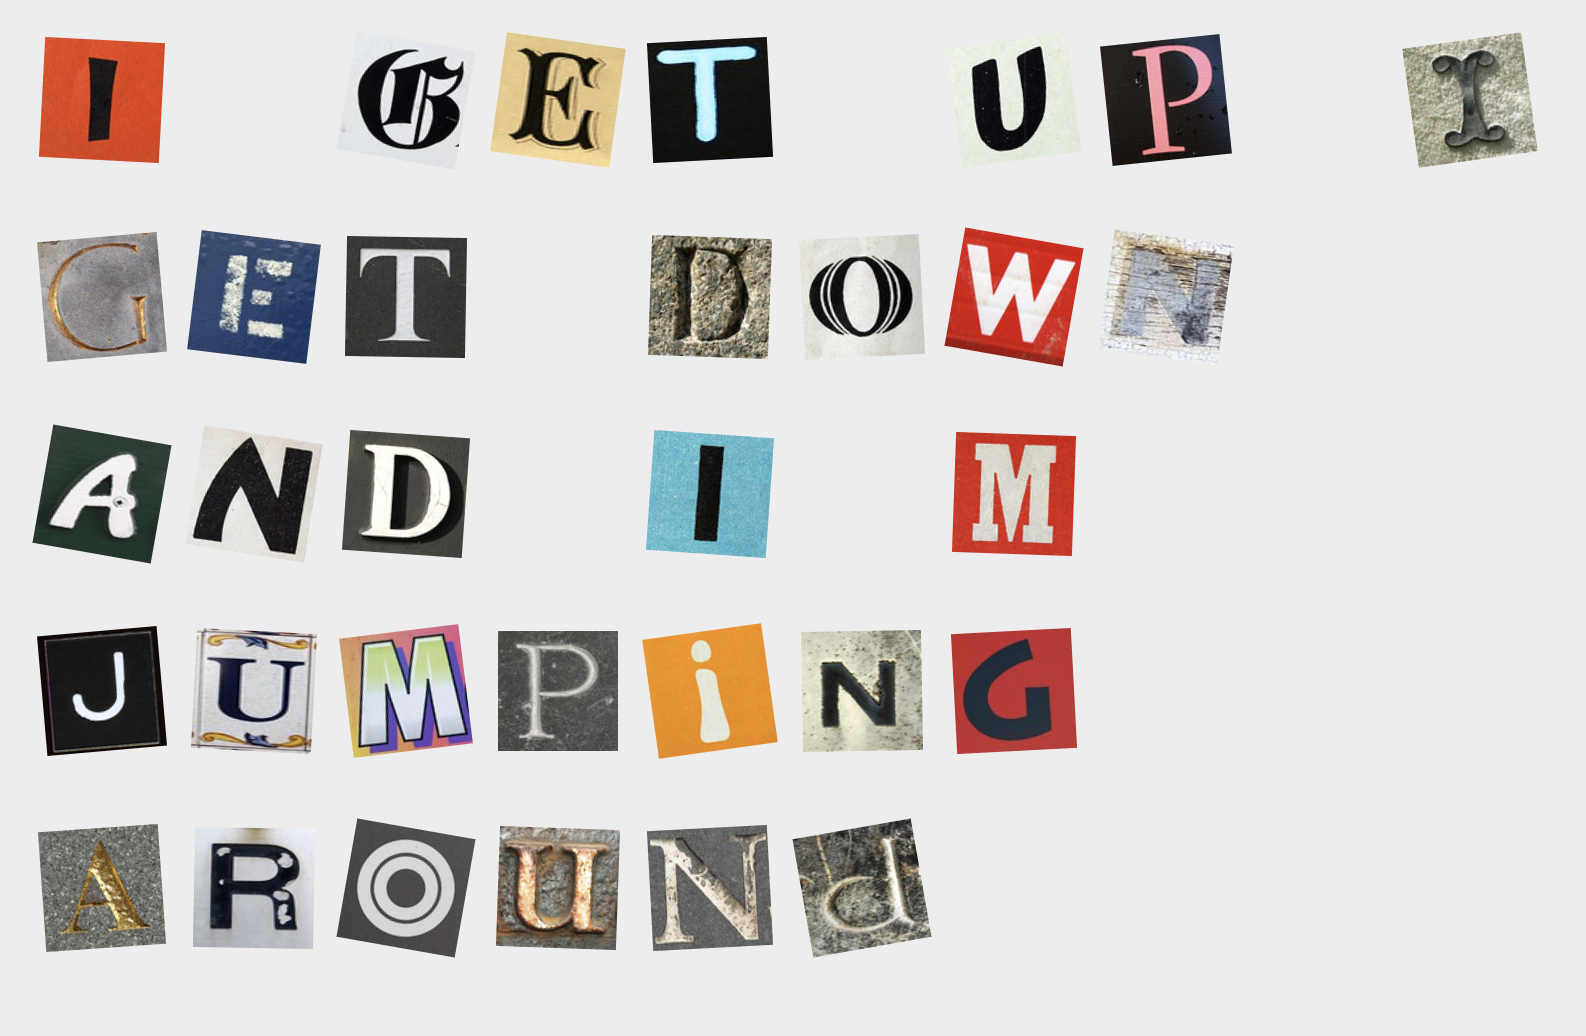 I GET UP I
GET DOWN
AND I M
JUMPiNG
AROUNd